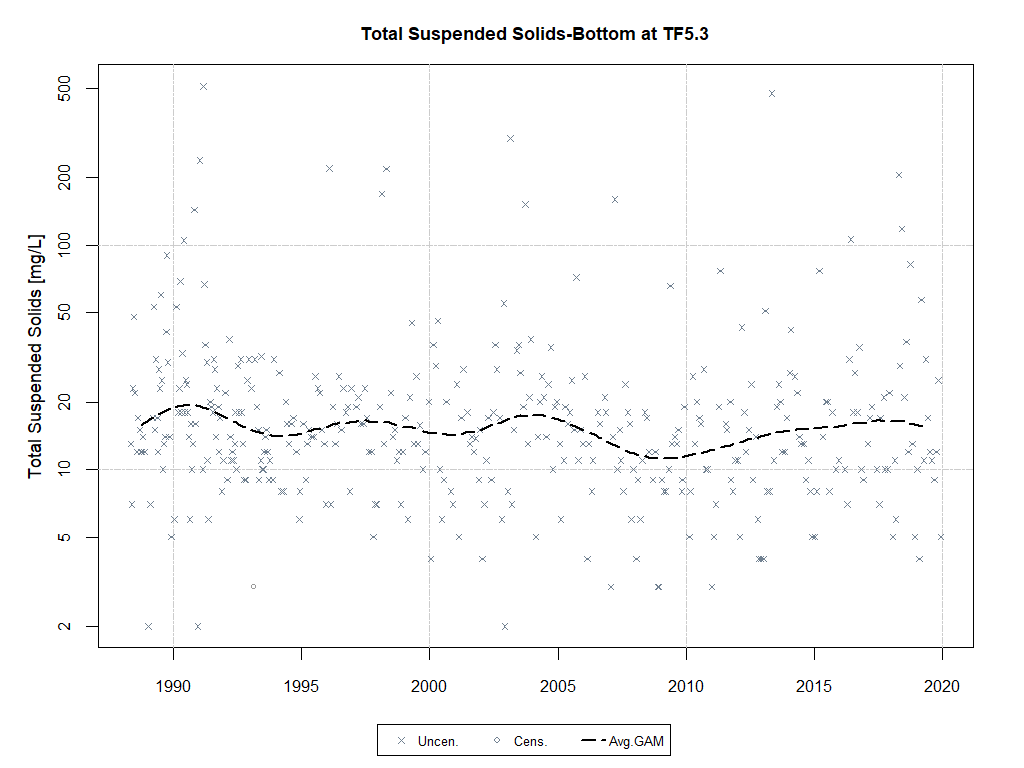 Total Suspended Solids-Bottom at TF5.3
Total Suspended Solids [mg/L]
500
200
100
50
20
10
5
2
1990 1995 2000 2005 2010 2015 2020
Uncen. Cens. Avg.GAM